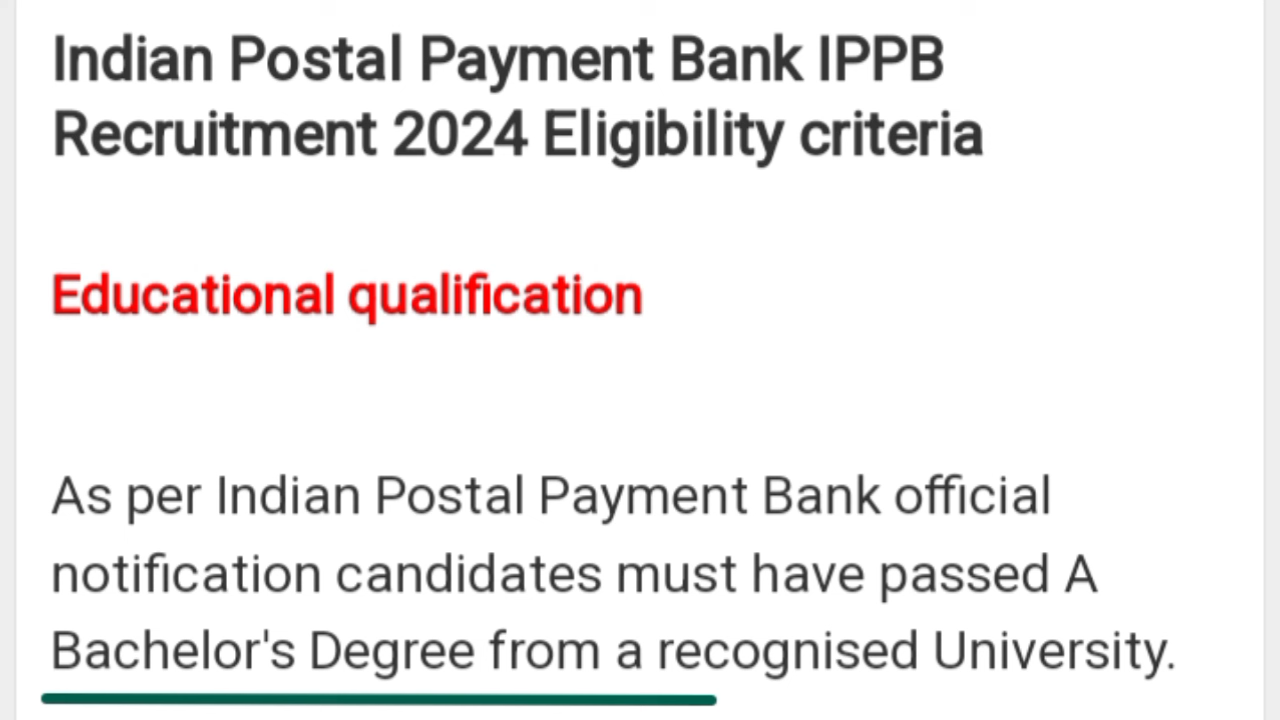 Indian Postal Payment Bank IPPB
Recruitment 2024 Eligibility criteria
Educational qualification
As per Indian Postal Payment Bank official
notification candidates must have passed A
Bachelor's Degree from a recognised University.